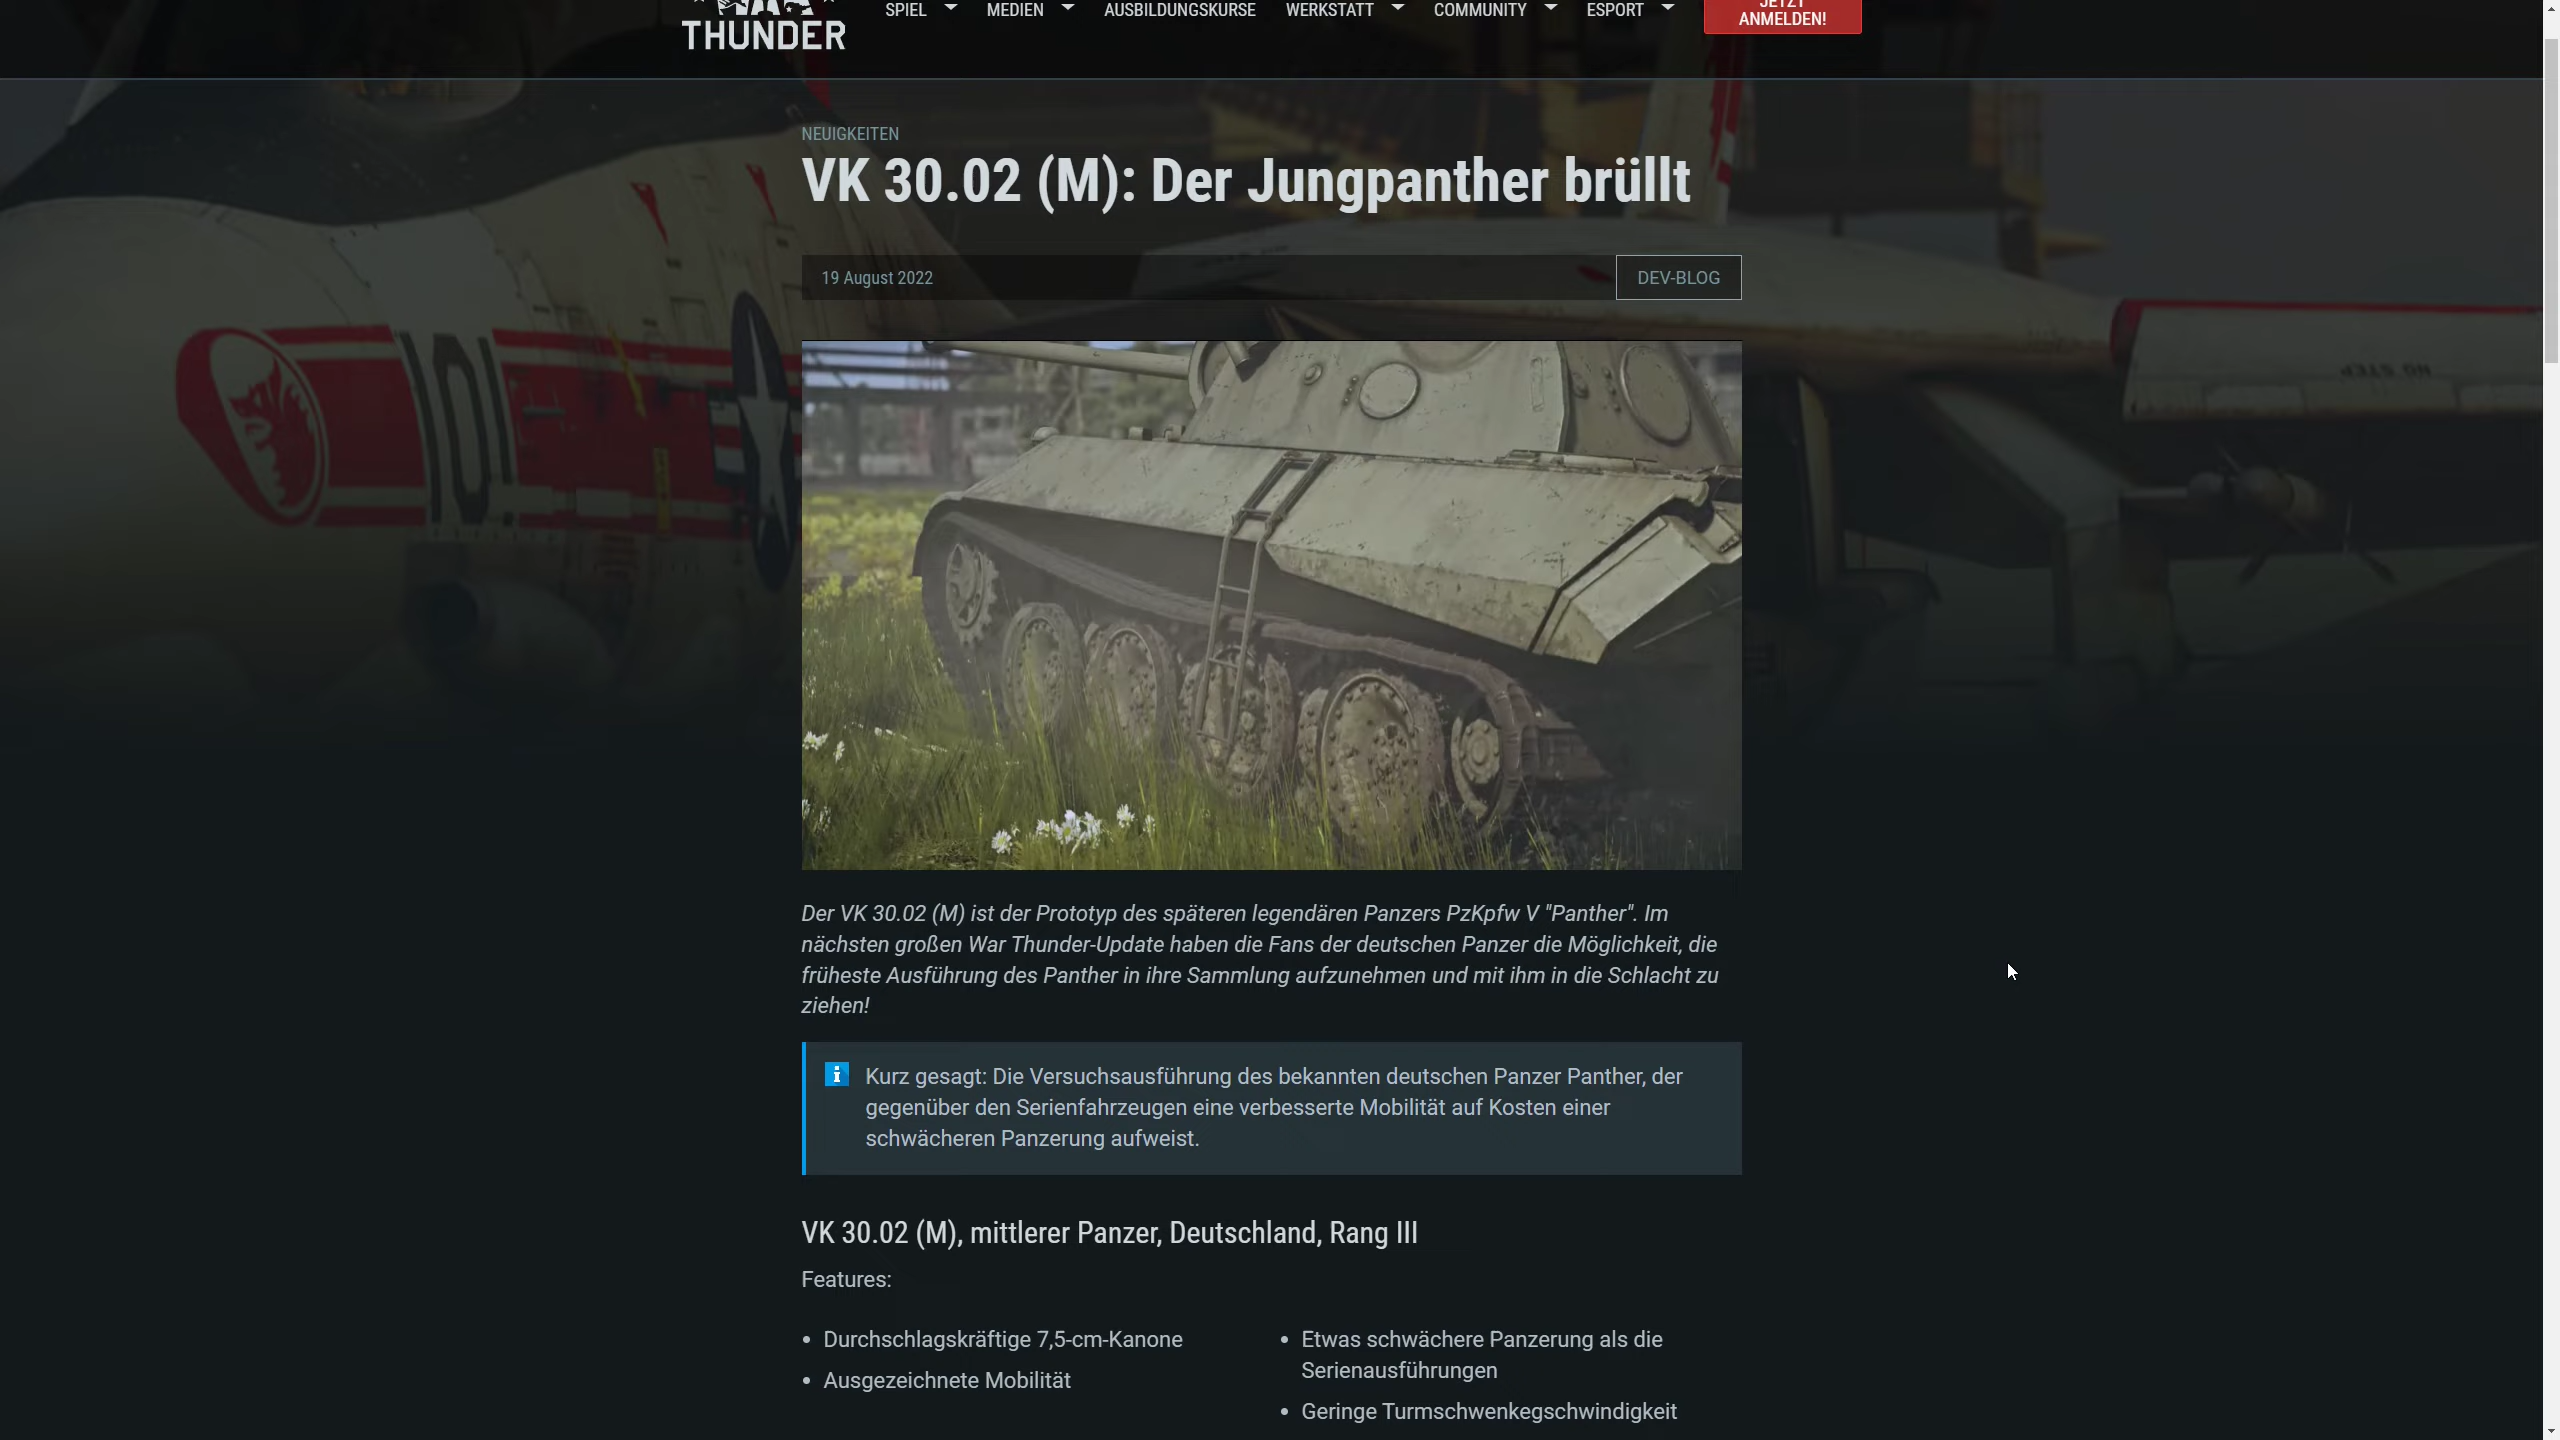 THUNDER
SPIEL
MEDIEN
AUSBILDUNGSKURSE
WERKSTATT
COMMUNITY
ESPORT
JETZT
ANMELDEN!
NEUIGKEITEN
VK 30.02 (M): Der Jungpanther brüllt
19 August 2022
DEV-BLOG
101
NO STEP
Der VK 30.02 (M) ist der Prototyp des späteren legendären Panzers PzKpfw V "Panther". Im
nächsten großen War Thunder-Update haben die Fans der deutschen Panzer die Möglichkeit, die
früheste Ausführung des Panther in ihre Sammlung aufzunehmen und mit ihm in die Schlacht zu
ziehen!
Kurz gesagt: Die Versuchsausführung des bekannten deutschen Panzer Panther, der
gegenüber den Serienfahrzeugen eine verbesserte Mobilität auf Kosten einer
schwächeren Panzerung aufweist.
VK 30.02 (M), mittlerer Panzer, Deutschland, Rang III
Features:
• Durchschlagskräftige 7,5-cm-Kanone
• Ausgezeichnete Mobilität
• Etwas schwächere Panzerung als die
Serienausführungen
• Geringe Turmschwenkegschwindigkeit